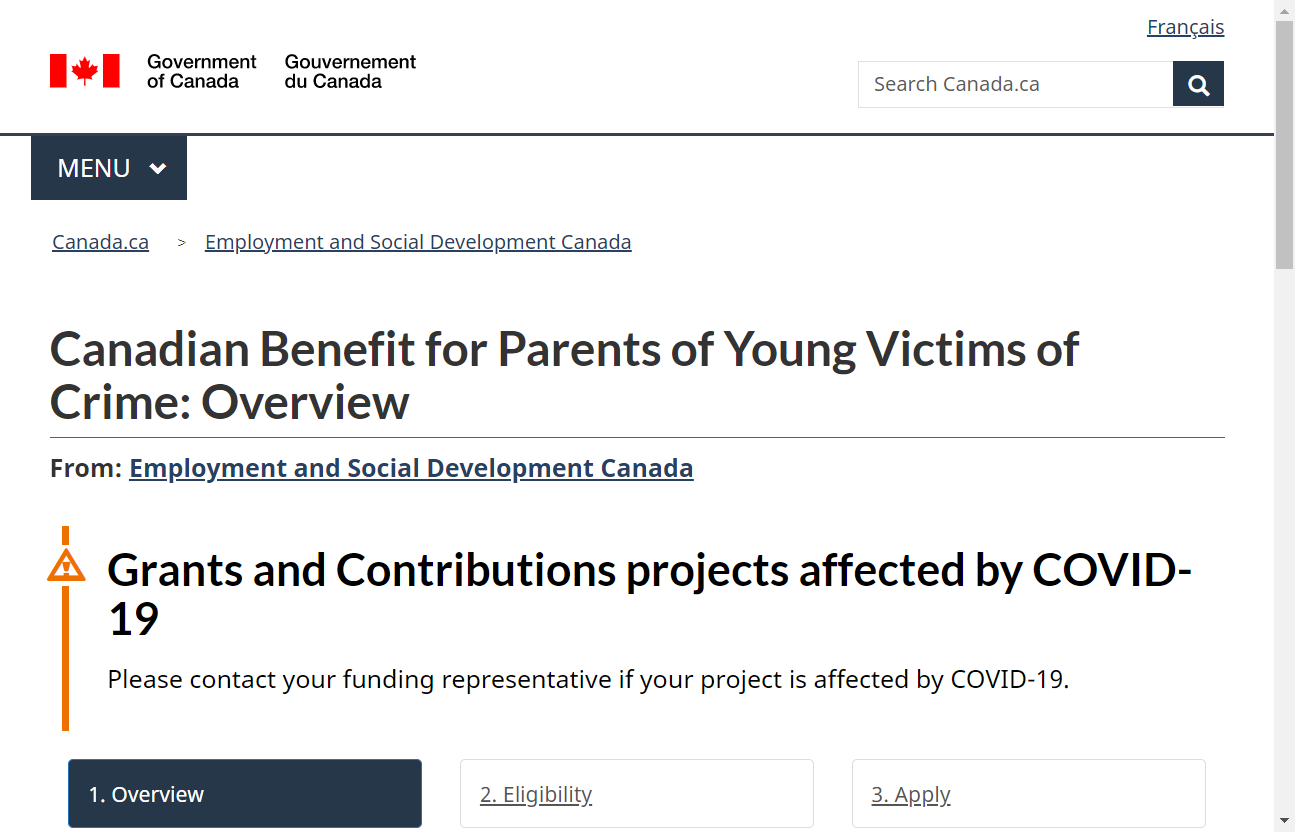 Français
Government of Canada
Gouvernement du Canada
Search Canada.ca
MENU
Canada.ca > Employment and Social Development Canada
Canadian Benefit for Parents of Young Victims of
Crime: Overview
From: Employment and Social Development Canada
Grants and Contributions projects affected by COVID-
19
Please contact your funding representative if your project is affected by COVID-19.
1. Overview
2. Eligibility
3. Apply